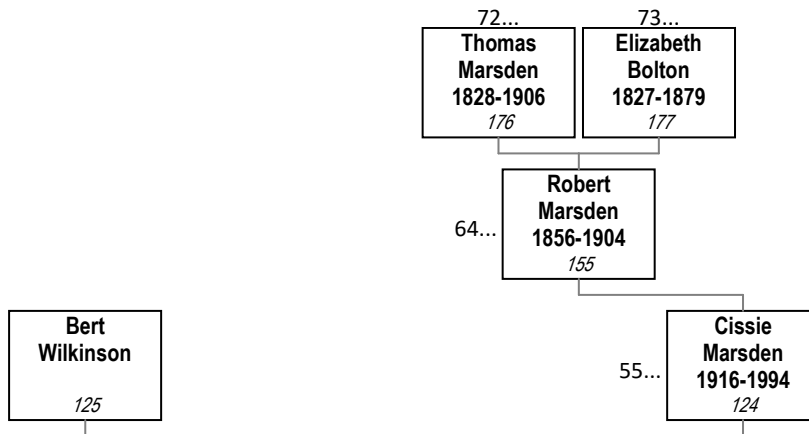 72...
73...
Thomas
Marsden
1828-1906
176
Elizabeth
Bolton
1827-1879
177
64...
Robert
Marsden
1856-1904
155
Bert
Wilkinson
125
55...
Cissie
Marsden
1916-1994
124